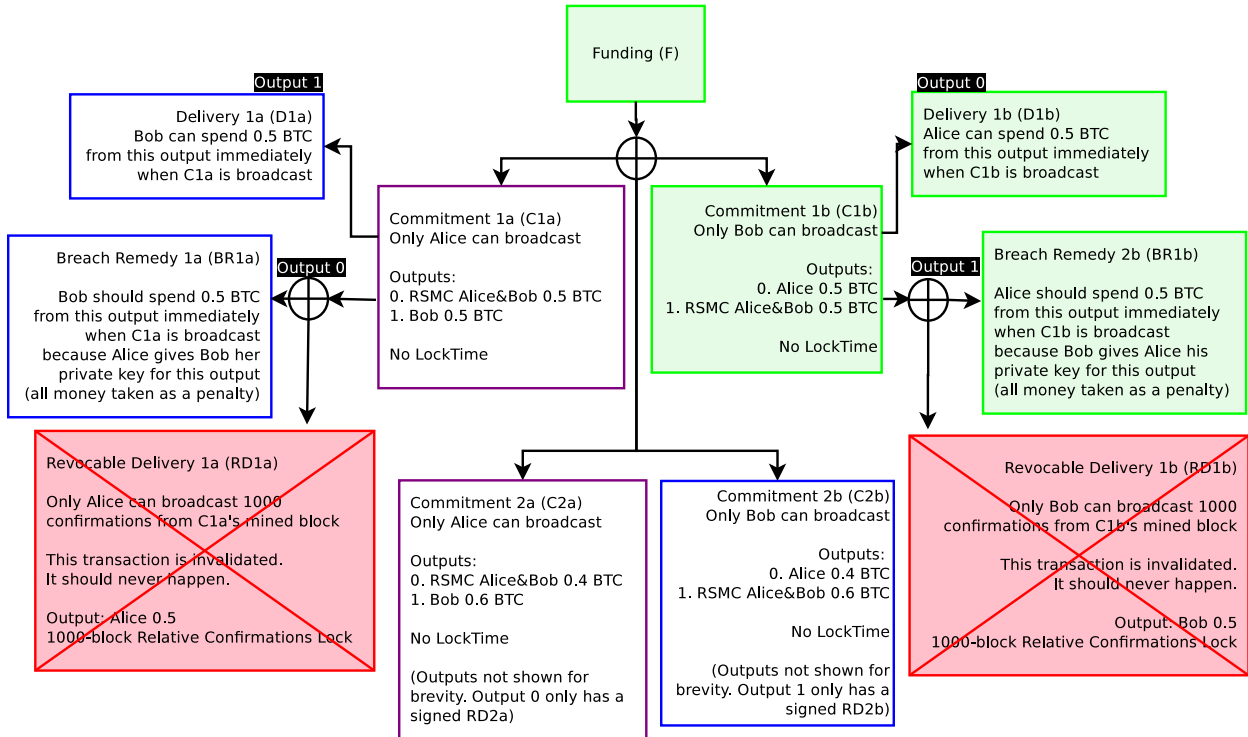 Funding (F)
Output 1
Delivery 1a (D1a)
Bob can spend 0.5 BTC
from this output immediately
when C1a is broadcast
Output 0
Delivery 1b (D1b)
Alice can spend 0.5 BTC
from this output immediately
when C1b is broadcast
Commitment 1a (C1a)
Only Alice can broadcast
Outputs:
0. RSMC Alice&Bob 0.5 BTC
1. Bob 0.5 BTC
No LockTime
Commitment 1b (C1b)
Only Bob can broadcast
Outputs:
0. Alice 0.5 BTC
1. RSMC Alice&Bob 0.5 BTC
No LockTime
Output 0
Breach Remedy 1a (BR1a)
Bob should spend 0.5 BTC
from this output immediately
when C1a is broadcast
because Alice gives Bob her
private key for this output
(all money taken as a penalty)
Output 1
Breach Remedy 2b (BR1b)
Alice should spend 0.5 BTC
from this output immediately
when C1b is broadcast
because Bob gives Alice his
private key for this output
(all money taken as a penalty)
Revocable Delivery 1a (RD1a)
Only Alice can broadcast 1000
confirmations from C1a's mined block
This transaction is invalidated.
It should never happen.
Output: Alice 0.5
1000-block Relative Confirmations Lock
Commitment 2a (C2a)
Only Alice can broadcast
Outputs:
0. RSMC Alice&Bob 0.4 BTC
1. Bob 0.6 BTC
No LockTime
(Outputs not shown for
brevity. Output 0 only has a
signed RD2a)
Commitment 2b (C2b)
Only Bob can broadcast
Outputs:
0. Alice 0.4 BTC
1. RSMC Alice&Bob 0.6 BTC
No LockTime
(Outputs not shown for
brevity. Output 1 only has a
signed RD2b)
Revocable Delivery 1b (RD1b)
Only Bob can broadcast 1000
confirmations from C1b's mined block
This transaction is invalidated.
It should never happen.
Output: Bob 0.5
1000-block Relative Confirmations Lock